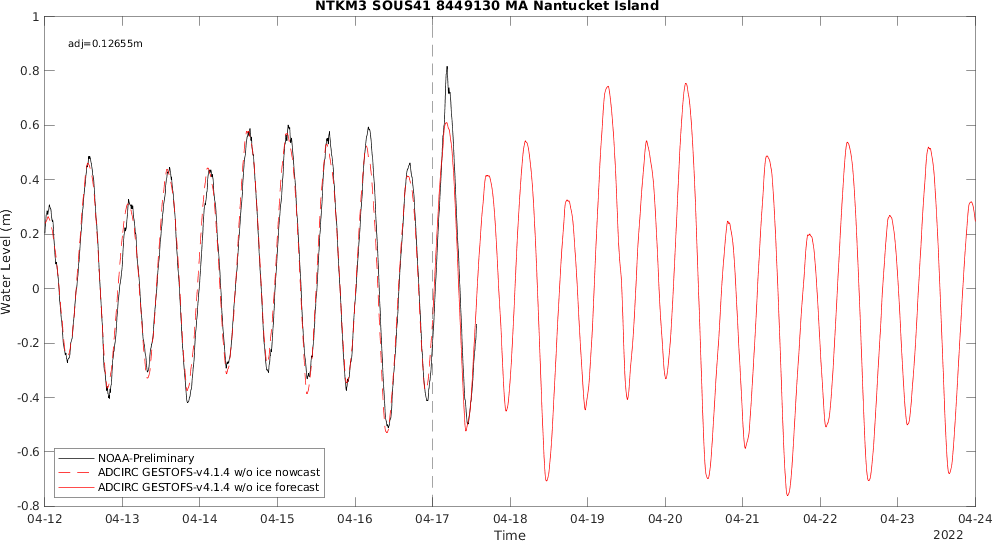 NTKM3 SOUS41 8449130 MA Nantucket Island
1
adj=0.12655m
0.8
0.6
0.4
0.2
0
-0.2
-0.4
-0.6
-0.8
Water Level (m)
NOAA-Preliminary
ADCIRC GESTOFS-v4.1.4 w/o ice nowcast
ADCIRC GESTOFS-v4.1.4 w/o ice forecast
04-12 04-13 04-14 04-15 04-16 04-17 04-18 04-19 04-20 04-21 04-22 04-23 04-24
Time
2022